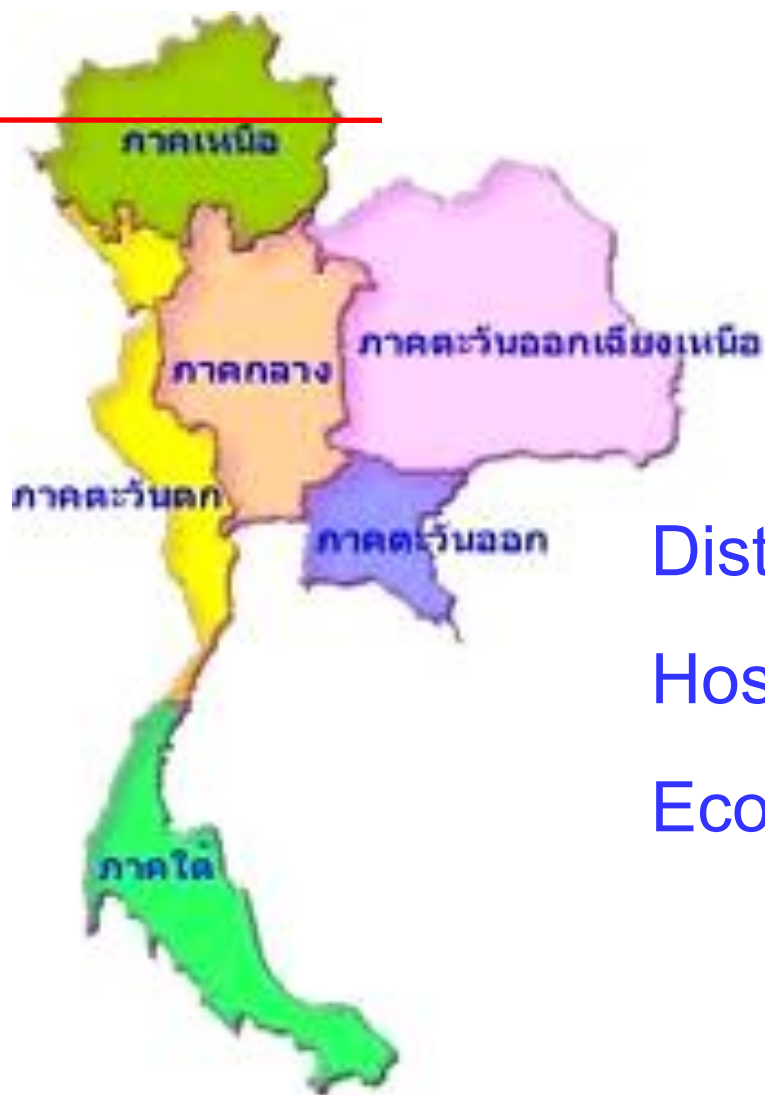 ภาคเหนือ
ภาคตะวันออกเฉียงเหนือ
ภาคกลาง
ภาคตะวันตก
ภาคตะวันออก
Dist
Hos
Eco
ภาคใต้